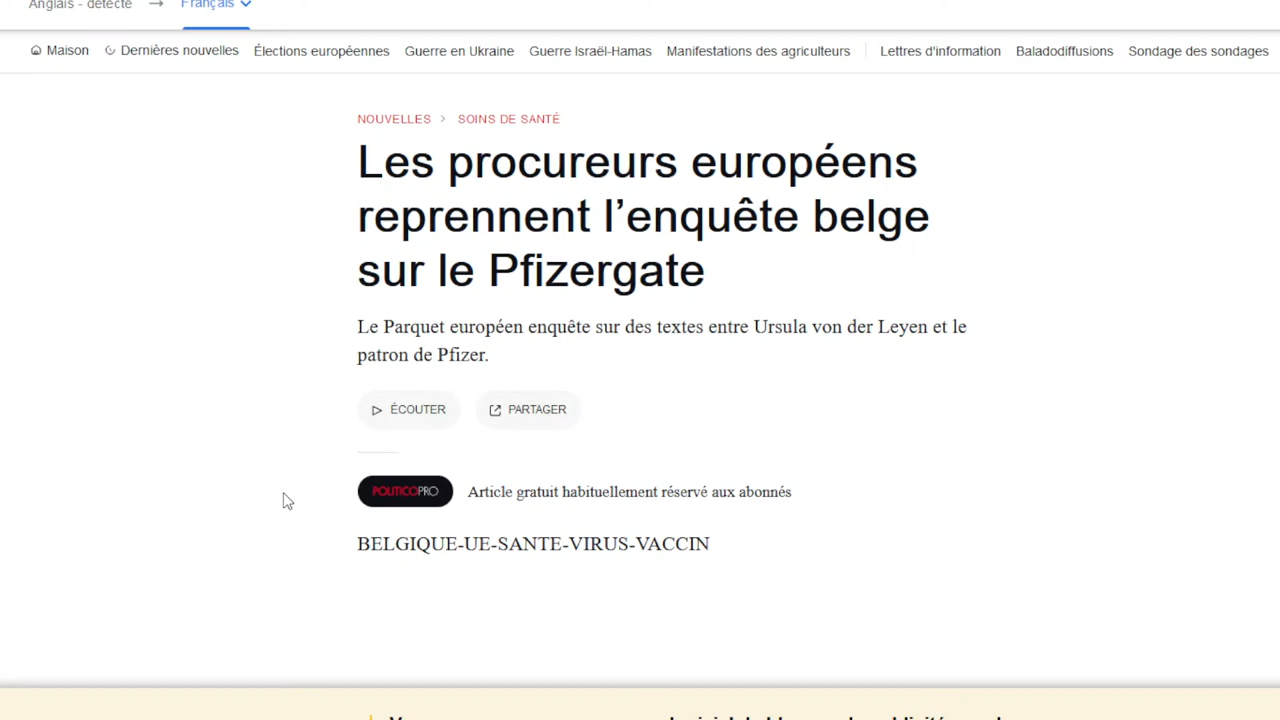 Anglais - détecté → Français
Maison Dernières nouvelles Élections européennes Guerre en Ukraine Guerre Israël-Hamas Manifestations des agriculteurs Lettres d'information Baladodiffusions Sondage des sondages
NOUVELLES > SOINS DE SANTÉ
Les procureurs européens
reprennent l’enquête belge
sur le Pfizergate
Le Parquet européen enquête sur des textes entre Ursula von der Leyen et le
patron de Pfizer.
ÉCOUTER PARTAGER
POLITICOPRO Article gratuit habituellement réservé aux abonnés
BELGIQUE-UE-SANTE-VIRUS-VACCIN